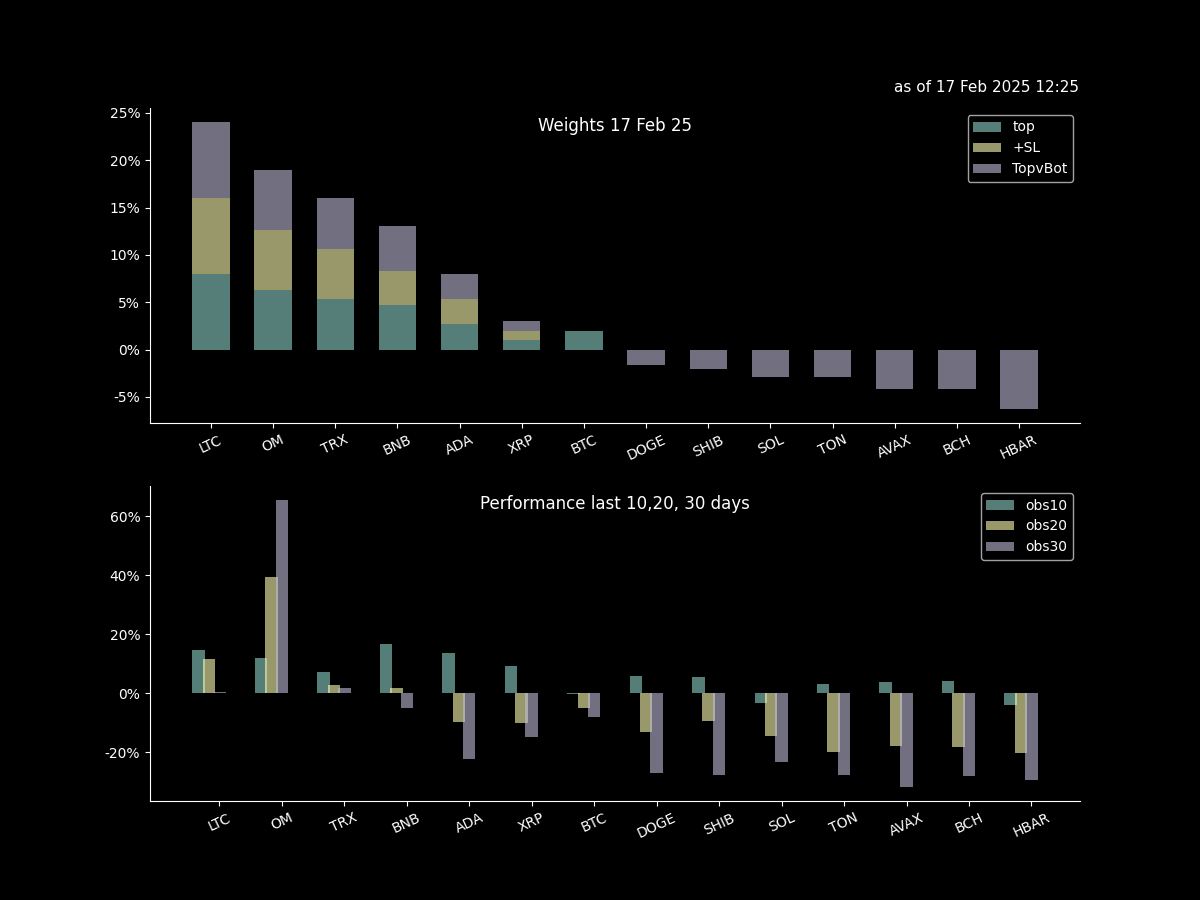 as of 17 Feb 2025 12:25
Weights 17 Feb 25
top
+SL
TopvBot
25%
20%
15%
10%
5%
0%
-5%
LTC OM TRX BNB ADA XRP BTC DOGE SHIB SOL TON AVAX BCH HBAR
Performance last 10,20, 30 days
obs10
obs20
obs30
60%
40%
20%
0%
-20%
LTC OM TRX BNB ADA XRP BTC DOGE SHIB SOL TON AVAX BCH HBAR